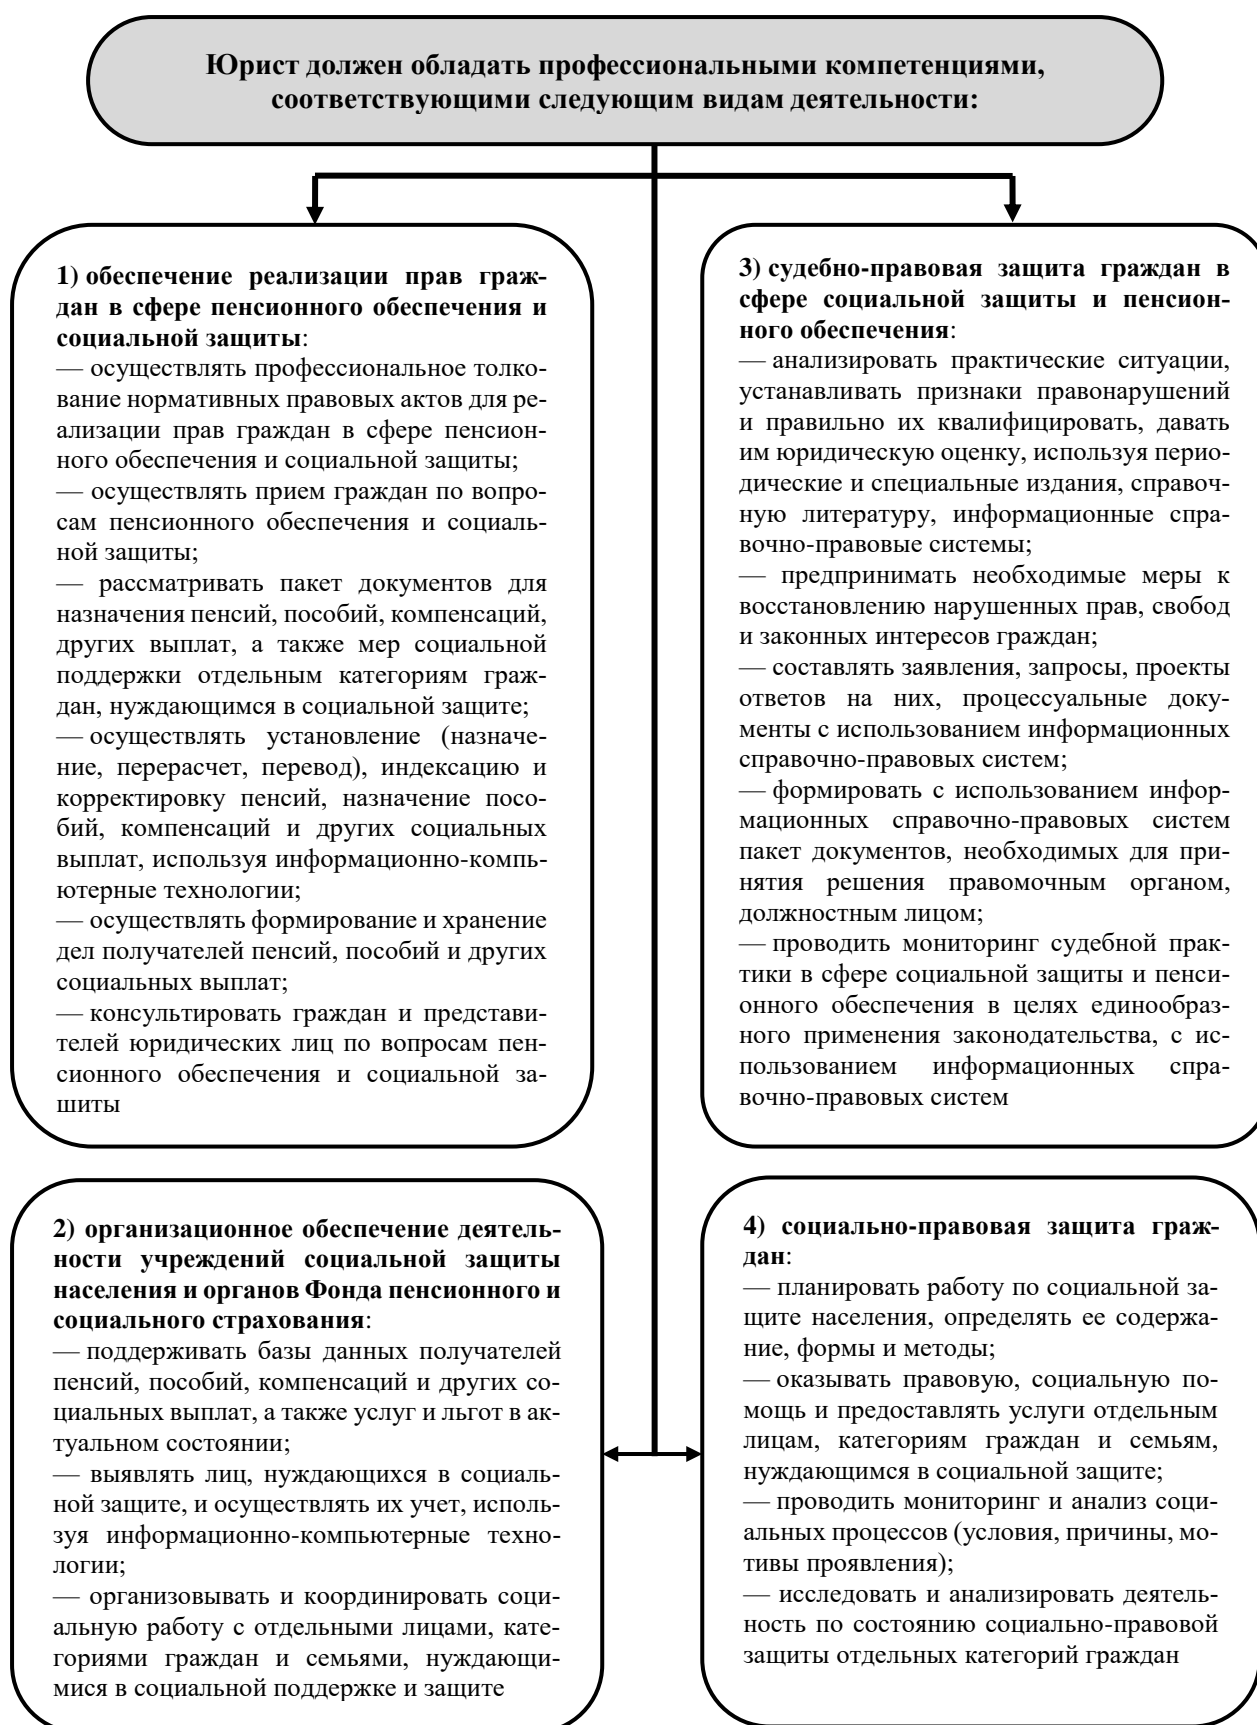 Юрист должен обладать профессиональными компетенциями,
соответствующими следующим видам деятельности:
1) обеспечение реализации прав граж-
дан в сфере пенсионного обеспечения и
социальной защиты:
— осуществлять профессиональное толко-
вание нормативных правовых актов для ре-
ализации прав граждан в сфере пенсион-
ного обеспечения и социальной защиты;
— осуществлять прием граждан по вопро-
сам пенсионного обеспечения и социаль-
ной защиты;
— рассматривать пакет документов для
назначения пенсий, пособий, компенсаций,
других выплат, а также мер социальной
поддержки отдельным категориям граж-
дан, нуждающимся в социальной защите;
— осуществлять установление (назначе-
ние, перерасчет, перевод), индексацию и
корректировку пенсий, назначение посо-
бий, компенсаций и других социальных
выплат, используя информационно-компь-
ютерные технологии;
— осуществлять формирование и хранение
дел получателей пенсий, пособий и других
социальных выплат;
— консультировать граждан и представи-
телей юридических лиц по вопросам пен-
сионного обеспечения и социальной за-
шиты
2) организационное обеспечение деятель-
ности учреждений социальной защиты
населения и органов Фонда пенсионного и
социального страхования:
— поддерживать базы данных получателей
пенсий, пособий, компенсаций и других со-
циальных выплат, а также услуг и льгот в ак-
туальном состоянии;
— выявлять лиц, нуждающихся в социаль-
ной защите, и осуществлять их учет, исполь-
зуя информационно-компьютерные техно-
логии;
— организовывать и координировать соци-
альную работу с отдельными лицами, кате-
гориями граждан и семьями, нуждающи-
мися в социальной поддержке и защите
3) судебно-правовая защита граждан в
сфере социальной защиты и пенсион-
ного обеспечения:
— анализировать практические ситуации,
устанавливать признаки правонарушений
и правильно их квалифицировать, давать
им юридическую оценку, используя перио-
дические и специальные издания, справоч-
ную литературу, информационные спра-
вочно-правовые системы;
— предпринимать необходимые меры к
восстановлению нарушенных прав, свобод
и законных интересов граждан;
— составлять заявления, запросы, проекты
ответов на них, процессуальные доку-
менты с использованием информационных
справочно-правовых систем;
— формировать с использованием инфор-
мационных справочно-правовых систем
пакет документов, необходимых для при-
нятия решения правомочным органом,
должностным лицом;
— проводить мониторинг судебной прак-
тики в сфере социальной защиты и пенси-
онного обеспечения в целях единообраз-
ного применения законодательства, с ис-
пользованием информационных спра-
вочно-правовых систем
4) социально-правовая защита граж-
дан:
— планировать работу по социальной за-
щите населения, определять ее содержа-
ние, формы и методы;
— оказывать правовую, социальную по-
мощь и предоставлять услуги отдельным
лицам, категориям граждан и семьям,
нуждающимся в социальной защите;
— проводить мониторинг и анализ соци-
альных процессов (условия, причины, мо-
тивы проявления);
— исследовать и анализировать деятель-
ность по состоянию социально-правовой
защиты отдельных категорий граждан